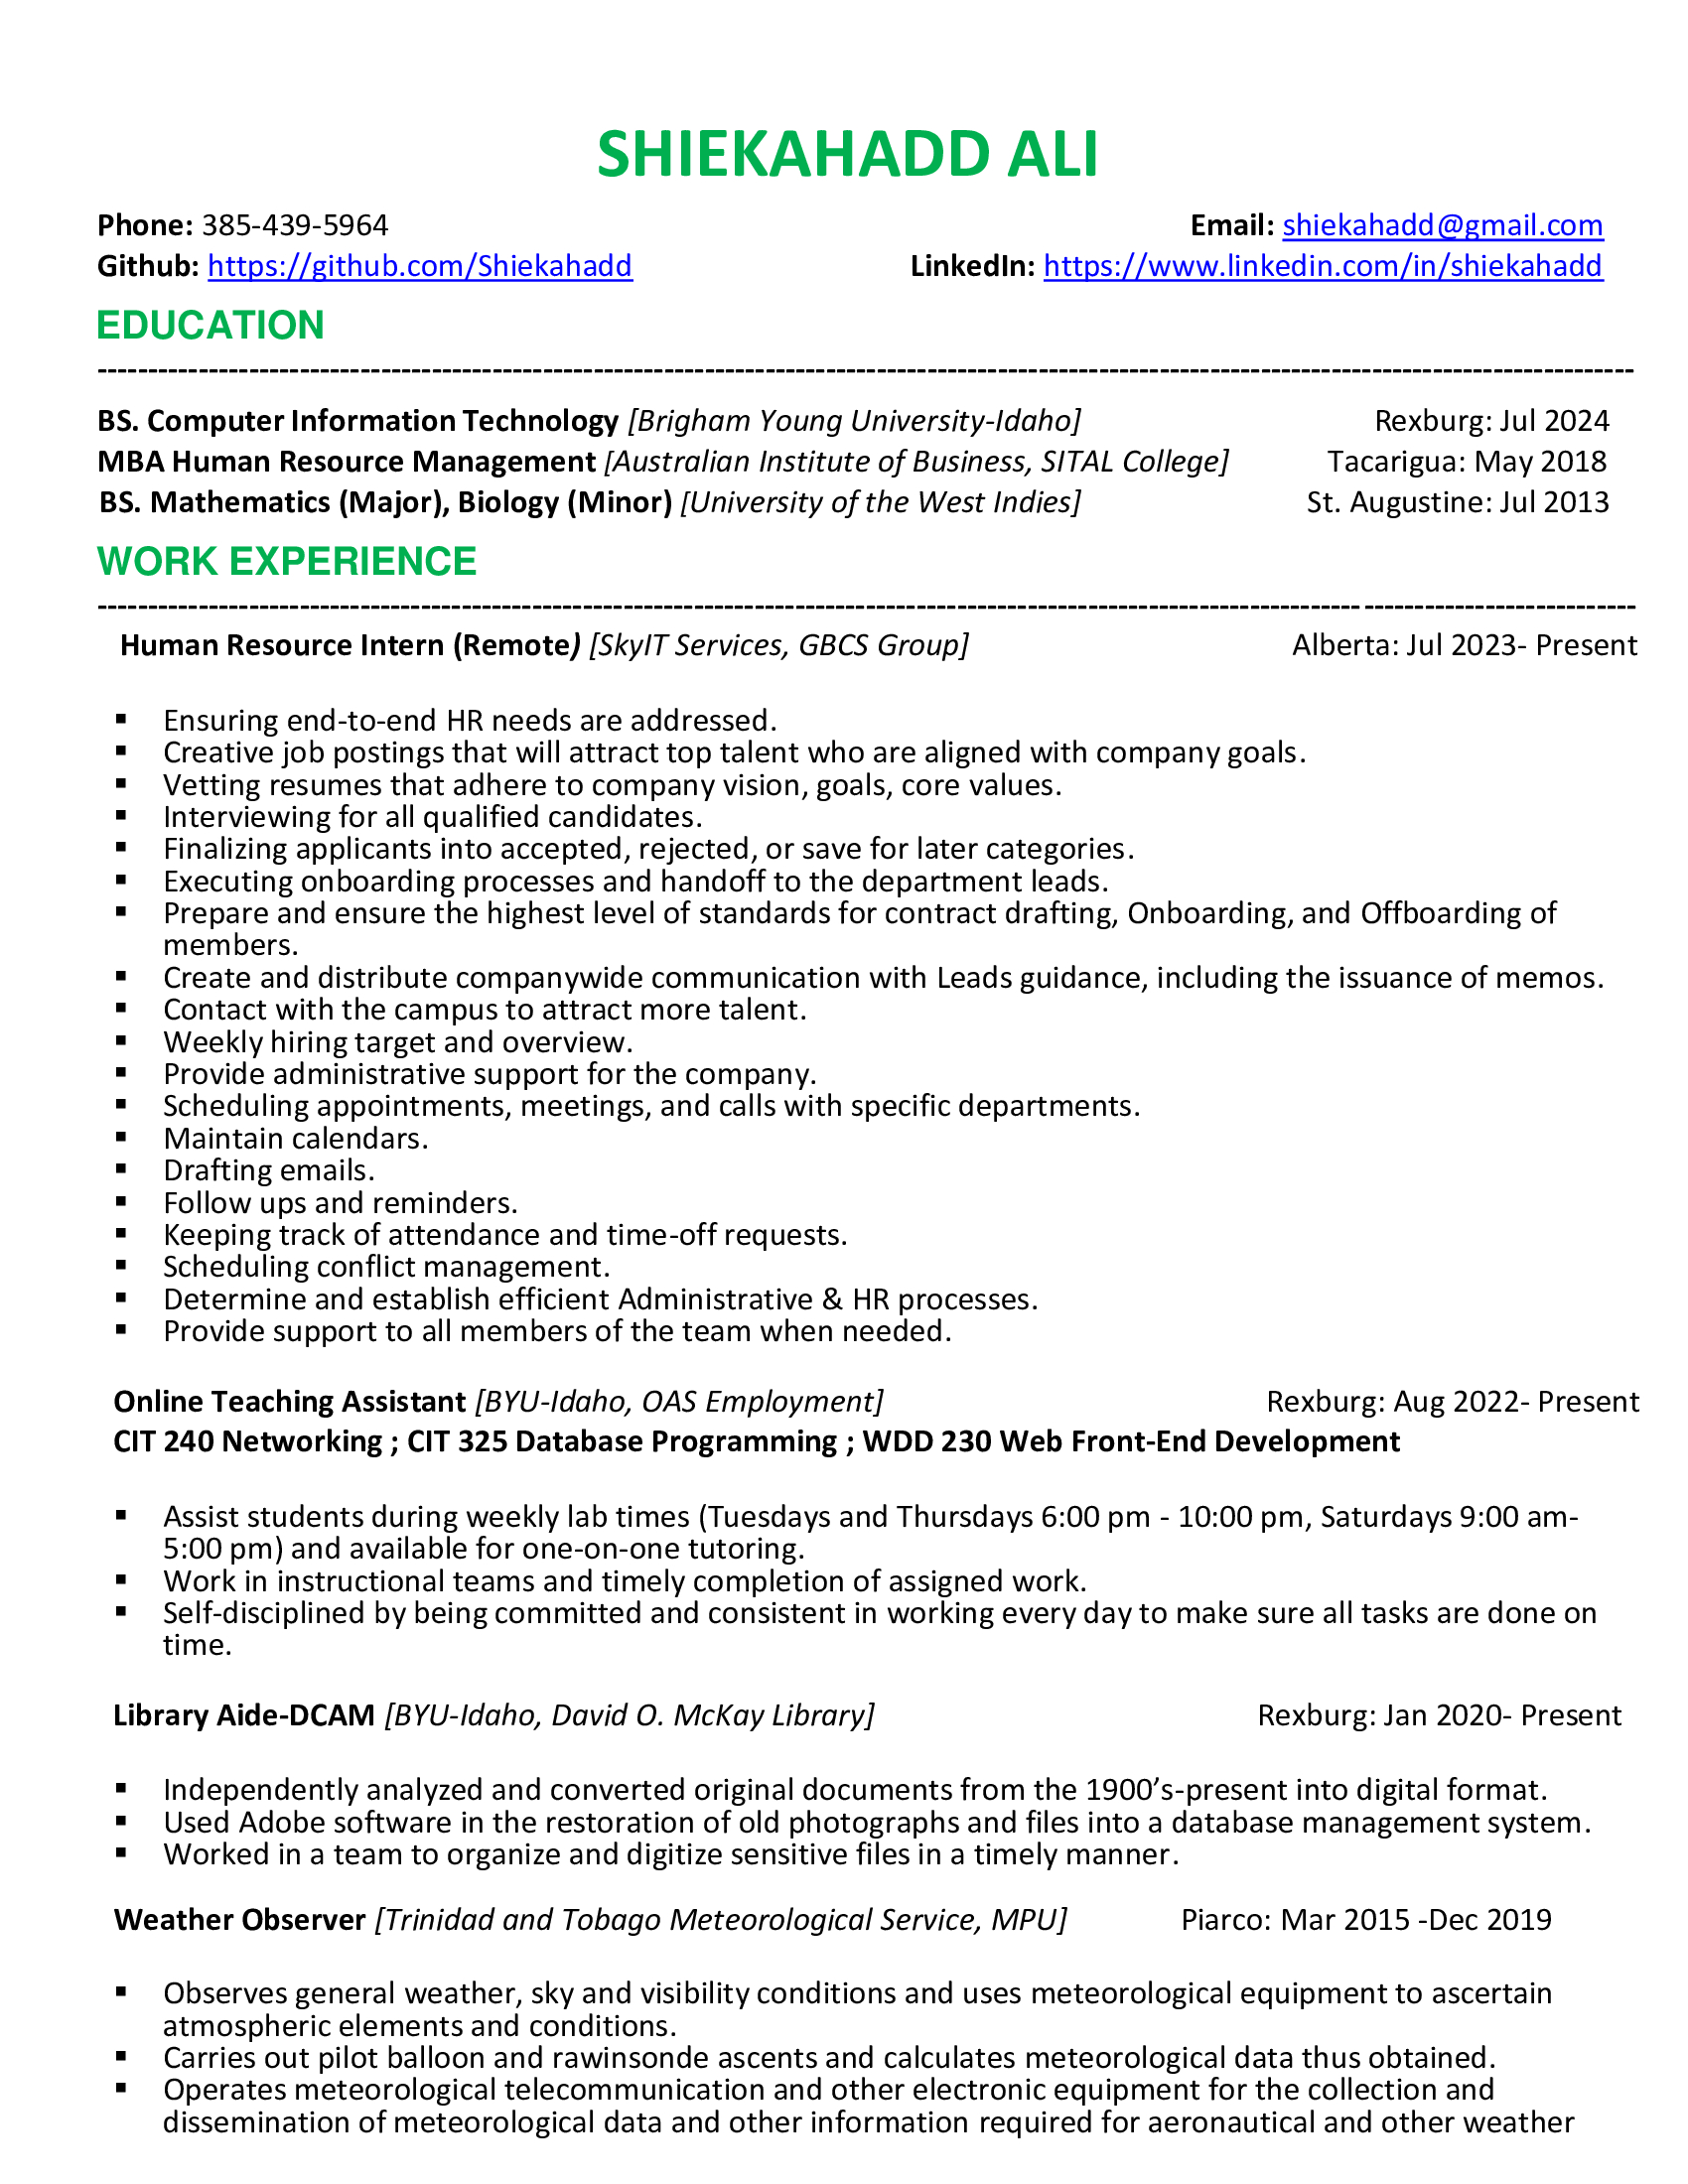 SHIEKAHADD ALI
Phone: 385-439-5964 Email: shiekahadd@gmail.com
Github: https://github.com/Shiekahadd LinkedIn: https://www.linkedin.com/in/shiekahadd
EDUCATION
BS. Computer Information Technology [Brigham Young University-Idaho] Rexburg: Jul 2024
MBA Human Resource Management [Australian Institute of Business, SITAL College] Tacarigua: May 2018
BS. Mathematics (Major), Biology (Minor) [University of the West Indies] St. Augustine: Jul 2013
WORK EXPERIENCE
Human Resource Intern (Remote) [SkyIT Services, GBCS Group] Alberta: Jul 2023- Present
▪ Ensuring end-to-end HR needs are addressed.
▪ Creative job postings that will attract top talent who are aligned with company goals.
▪ Vetting resumes that adhere to company vision, goals, core values.
▪ Interviewing for all qualified candidates.
▪ Finalizing applicants into accepted, rejected, or save for later categories.
▪ Executing onboarding processes and handoff to the department leads.
▪ Prepare and ensure the highest level of standards for contract drafting, Onboarding, and Offboarding of
members.
▪ Create and distribute companywide communication with Leads guidance, including the issuance of memos.
▪ Contact with the campus to attract more talent.
▪ Weekly hiring target and overview.
▪ Provide administrative support for the company.
▪ Scheduling appointments, meetings, and calls with specific departments.
▪ Maintain calendars.
▪ Drafting emails.
▪ Follow ups and reminders.
▪ Keeping track of attendance and time-off requests.
▪ Scheduling conflict management.
▪ Determine and establish efficient Administrative & HR processes.
▪ Provide support to all members of the team when needed.
Online Teaching Assistant [BYU-Idaho, OAS Employment] Rexburg: Aug 2022- Present
CIT 240 Networking ; CIT 325 Database Programming ; WDD 230 Web Front-End Development
▪ Assist students during weekly lab times (Tuesdays and Thursdays 6:00 pm - 10:00 pm, Saturdays 9:00 am-
5:00 pm) and available for one-on-one tutoring.
▪ Work in instructional teams and timely completion of assigned work.
▪ Self-disciplined by being committed and consistent in working every day to make sure all tasks are done on
time.
Library Aide-DCAM [BYU-Idaho, David O. McKay Library] Rexburg: Jan 2020- Present
▪ Independently analyzed and converted original documents from the 1900’s-present into digital format.
▪ Used Adobe software in the restoration of old photographs and files into a database management system.
▪ Worked in a team to organize and digitize sensitive files in a timely manner.
Weather Observer [Trinidad and Tobago Meteorological Service, MPU] Piarco: Mar 2015 -Dec 2019
▪ Observes general weather, sky and visibility conditions and uses meteorological equipment to ascertain
atmospheric elements and conditions.
▪ Carries out pilot balloon and rawinsonde ascents and calculates meteorological data thus obtained.
▪ Operates meteorological telecommunication and other electronic equipment for the collection and
dissemination of meteorological data and other information required for aeronautical and other weather